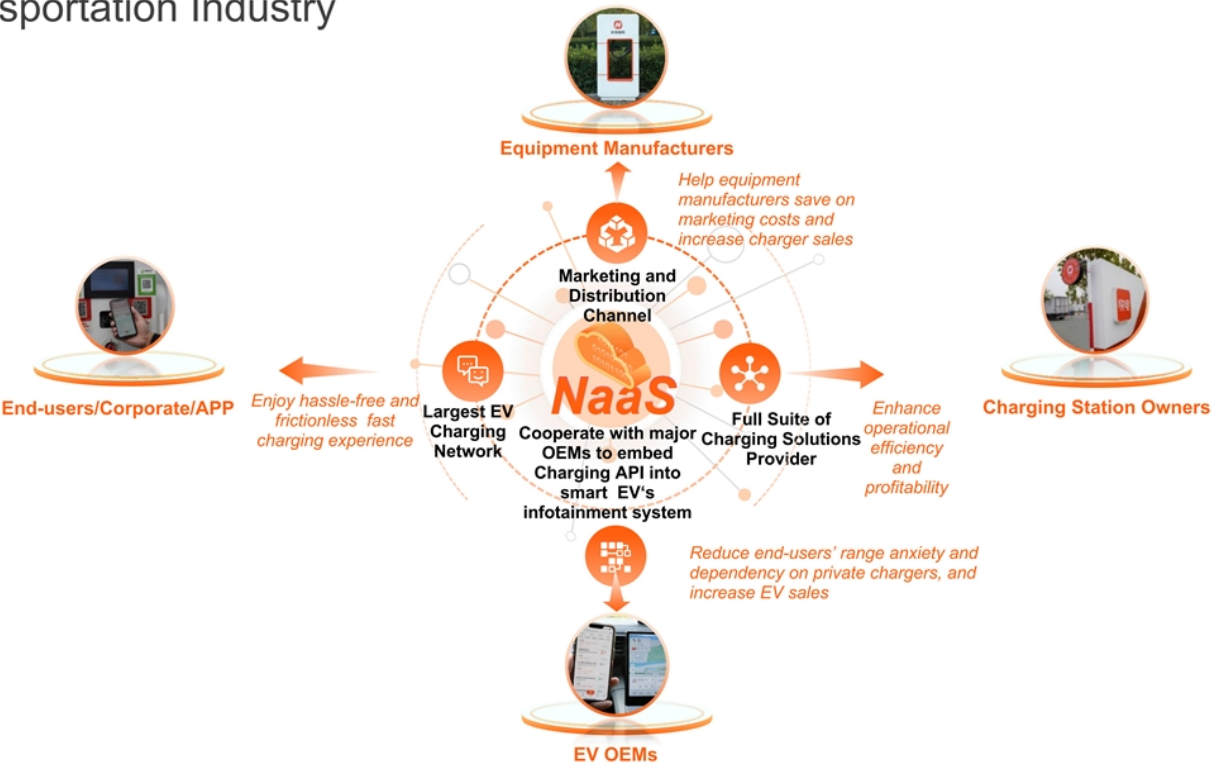 sportation Industry
Equipment Manufacturers
Help equipment
manufacturers save on
marketing costs and
increase charger sales
Marketing and
Distribution
Channel
NaaS
End-users/Corporate/APP
Enjoy hassle-free and
frictionless fast
charging experience
Largest EV
Charging
Network
Cooperate with major
OEMs to embed
Charging API into
smart EV‘s
infotainment system
Full Suite of
Charging Solutions
Provider
Enhance
operational
efficiency
and
profitability
Charging Station Owners
Reduce end-users’ range anxiety and
dependency on private chargers, and
increase EV sales
EV OEMs